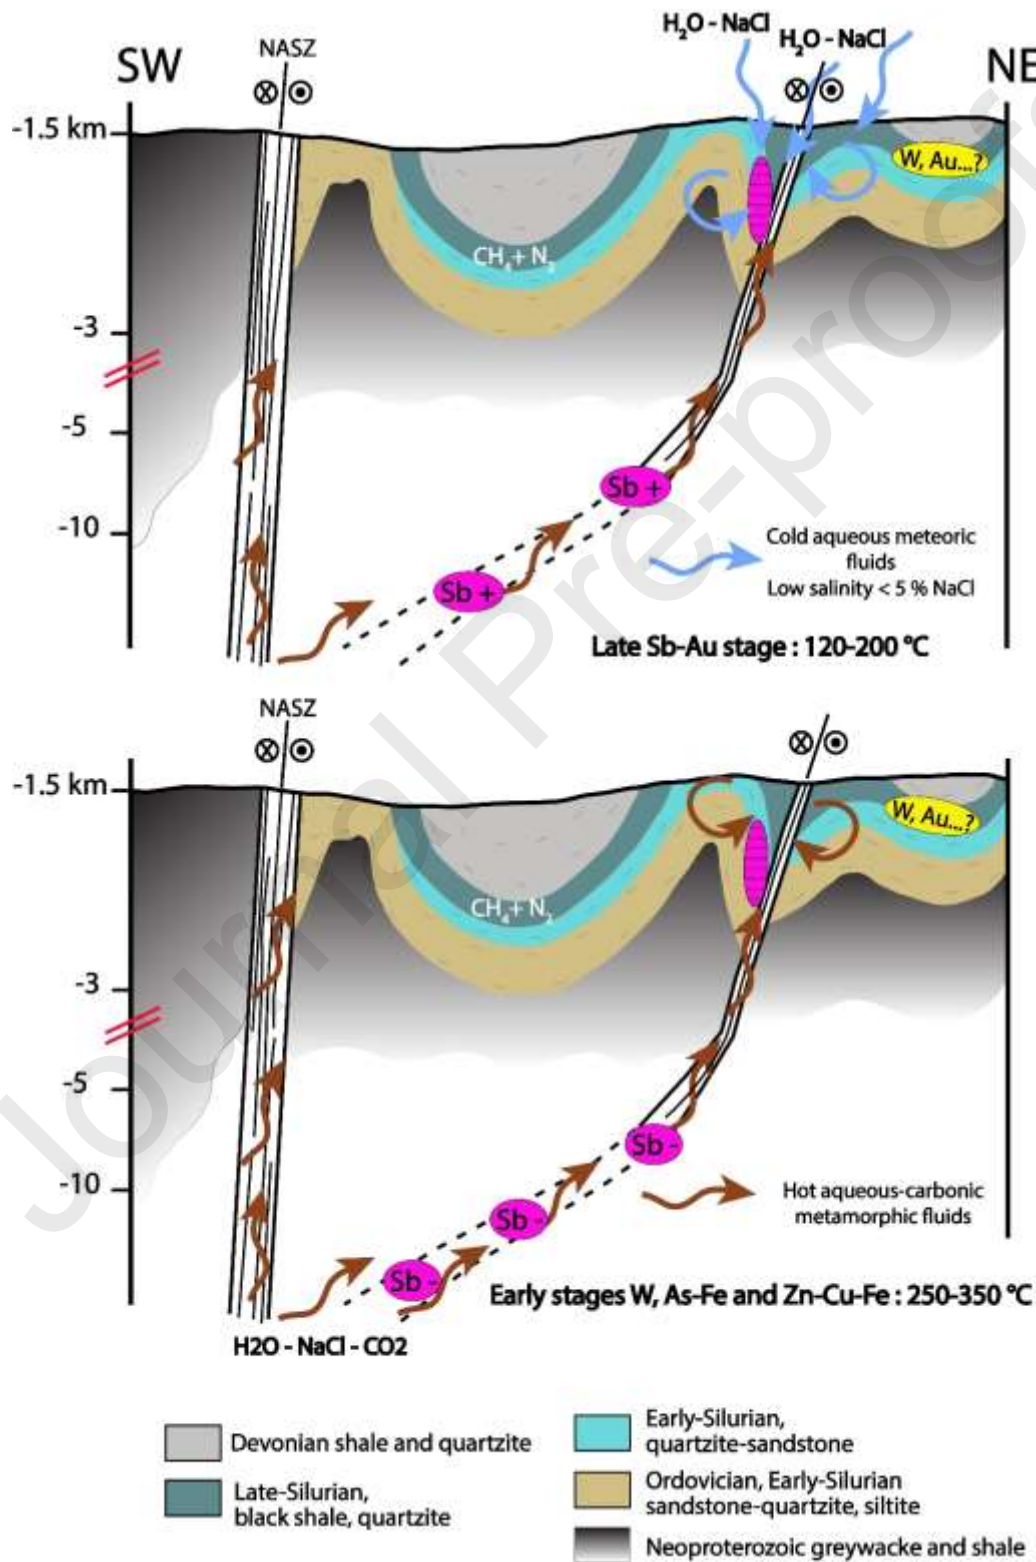 SW
NASZ
H₂O - NaCl
H₂O - NaCl
NE
-1.5 km
W, Au...?
CH₄ + N₂
-3
-5
Sb +
-10
Sb +
Cold aqueous meteoric
fluids
Low salinity < 5 % NaCl
Late Sb-Au stage : 120-200 °C
NASZ
-1.5 km
W, Au...?
CH₄ + N₂
-3
-5
Sb -
-10
Sb -
Hot aqueous-carbonic
metamorphic fluids
Sb -
Early stages W, As-Fe and Zn-Cu-Fe : 250-350 °C
H2O - NaCl - CO2
Devonian shale and quartzite
Late-Silurian,
black shale, quartzite
Early-Silurian,
quartzite-sandstone
Ordovician, Early-Silurian
sandstone-quartzite, siltite
Neoproterozoic greywacke and shale
Journal Pre-proofs